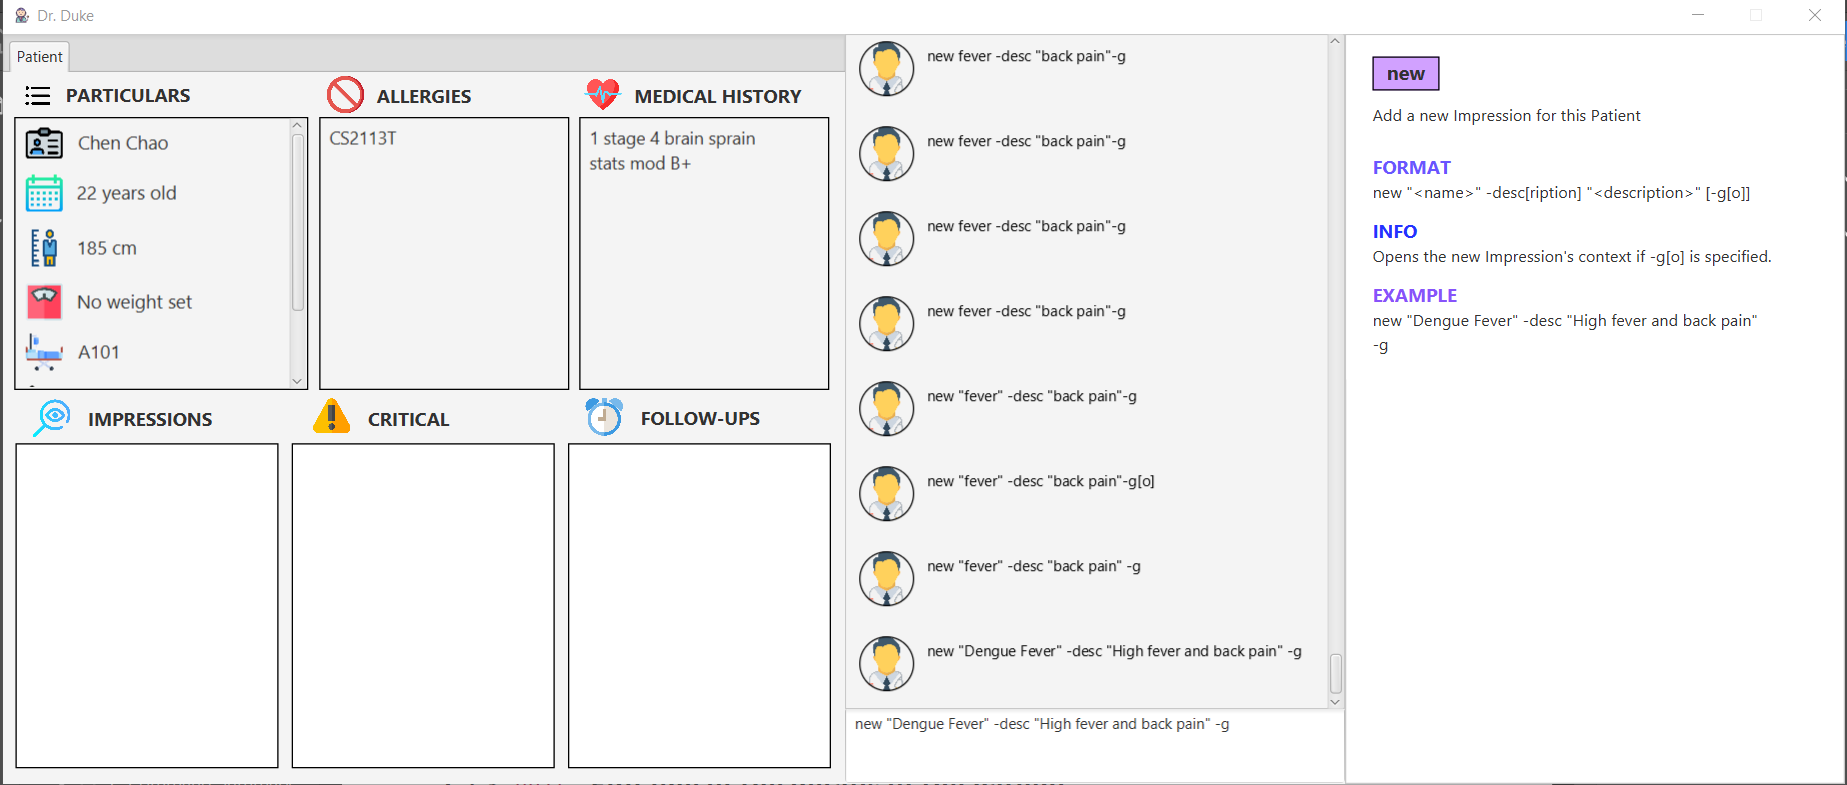 Dr. Duke
Patient
PARTICULARS
Chen Chao
22 years old
185 cm
No weight set
A101
ALLERGIES
CS2113T
MEDICAL HISTORY
1 stage 4 brain sprain
stats mod B+
IMPRESSIONS
CRITICAL
FOLLOW-UPS
new fever -desc "back pain"-g
new fever -desc "back pain"-g
new fever -desc "back pain"-g
new fever -desc "back pain"-g
new "fever" -desc "back pain"-g
new "fever" -desc "back pain"-g[o]
new "fever" -desc "back pain" -g
new "Dengue Fever" -desc "High fever and back pain" -g
new "Dengue Fever" -desc "High fever and back pain" -g
new
Add a new Impression for this Patient
FORMAT
new "<name>" -desc[ription] "<description>" [-g[o]]
INFO
Opens the new Impression's context if -g[o] is specified.
EXAMPLE
new "Dengue Fever" -desc "High fever and back pain"
-g